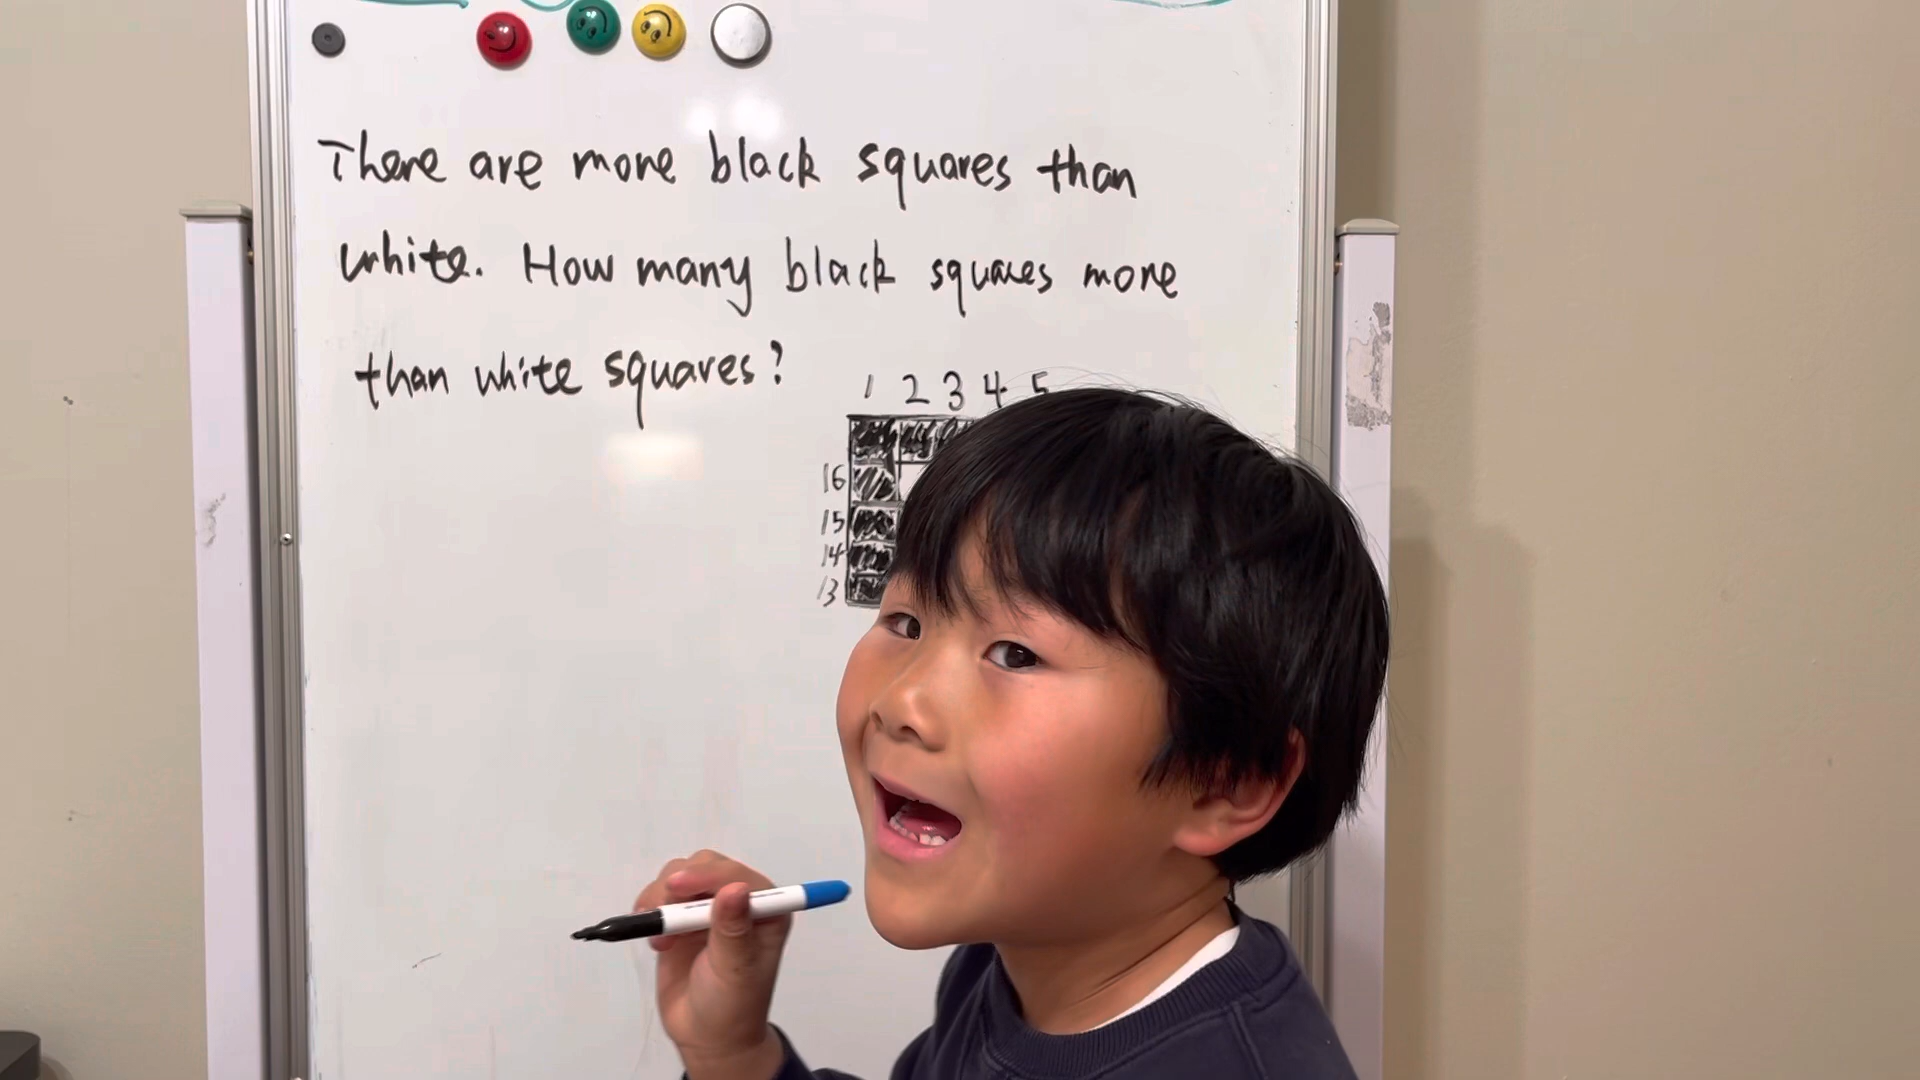 There are more black squares than
white. How many black squares more
than white squares?
1 2 3 4 5
16
15
14
13